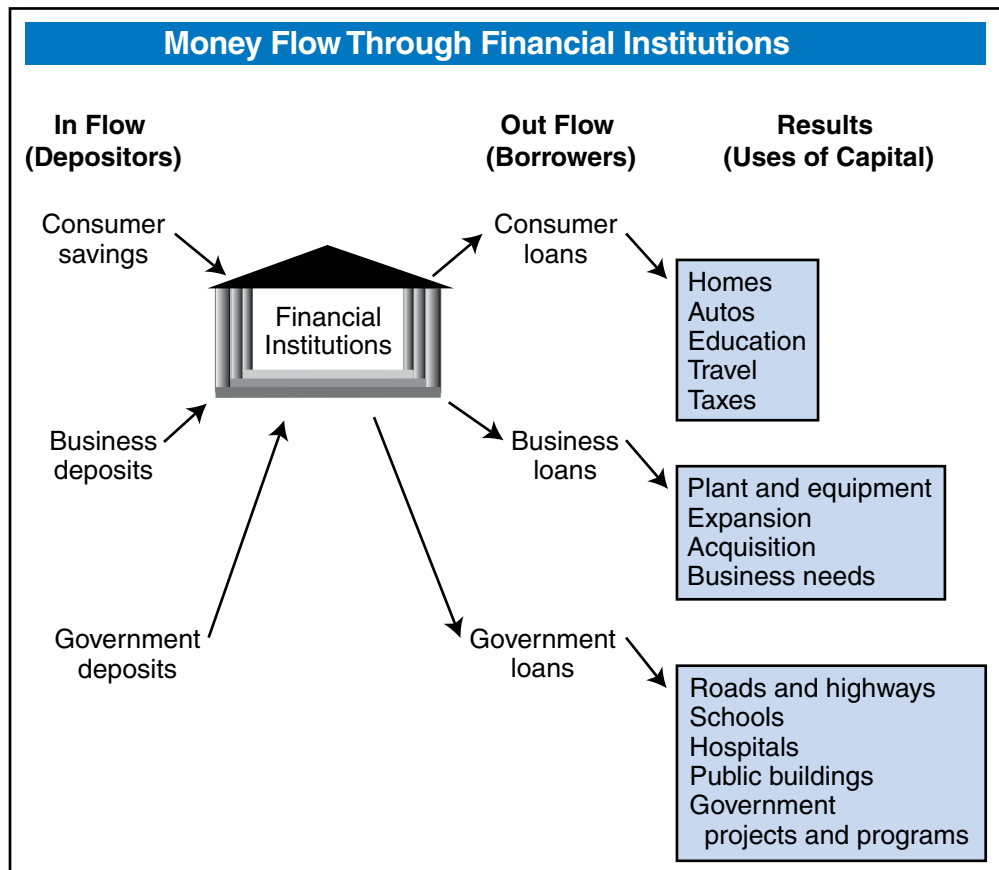 Money Flow Through Financial Institutions
In Flow
(Depositors)
Out Flow
(Borrowers)
Results
(Uses of Capital)
Consumer
savings
Consumer
loans
Homes
Autos
Education
Travel
Taxes
Financial
Institutions
Business
deposits
Business
loans
Plant and equipment
Expansion
Acquisition
Business needs
Government
deposits
Government
loans
Roads and highways
Schools
Hospitals
Public buildings
Government
projects and programs